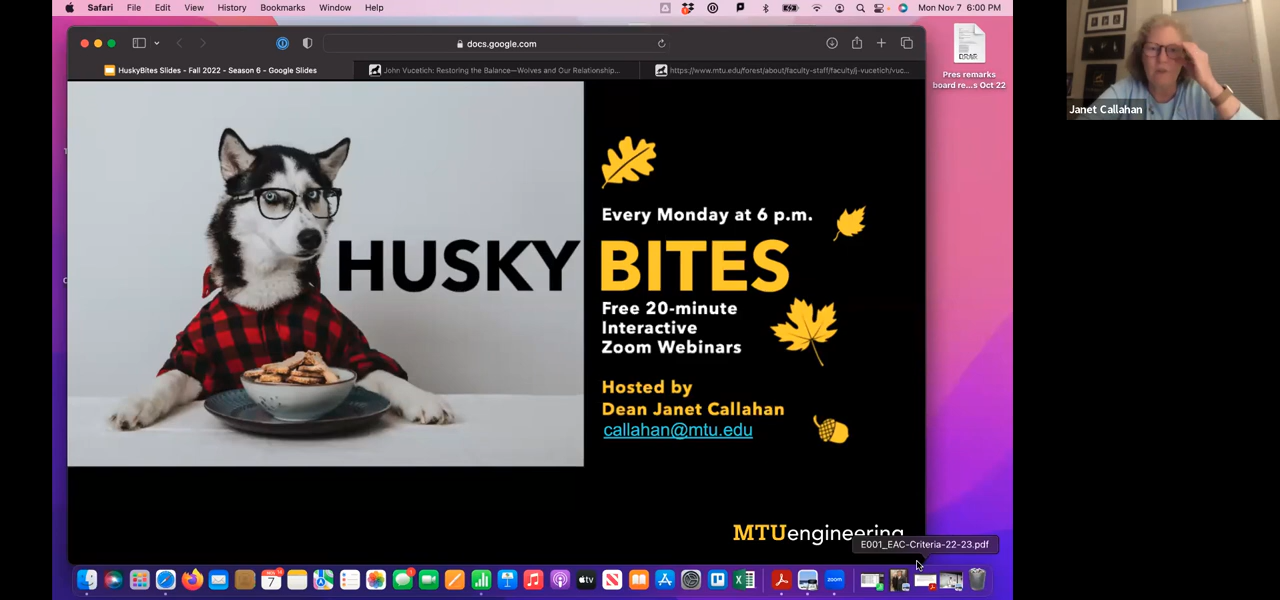 Safari File Edit View History Bookmarks Window Help
Mon Nov 7 6:00 PM
docs.google.com
HuskyBites Slides - Fall 2022 - Season 6 - Google Slides
John Vucetich: Restoring the Balance—Wolves and Our Relationship...
https://www.mtu.edu/forest/about/faculty-staff/faculty/j-vucetich/vuc...
Pres remarks
board re...s Oct 22
Janet Callahan
Every Monday at 6 p.m.
HUSKY BITES
Free 20-minute
Interactive
Zoom Webinars
Hosted by
Dean Janet Callahan
callahan@mtu.edu
MTUengineering
E001_EAC-Criteria-22-23.pdf
7
tv
zoom